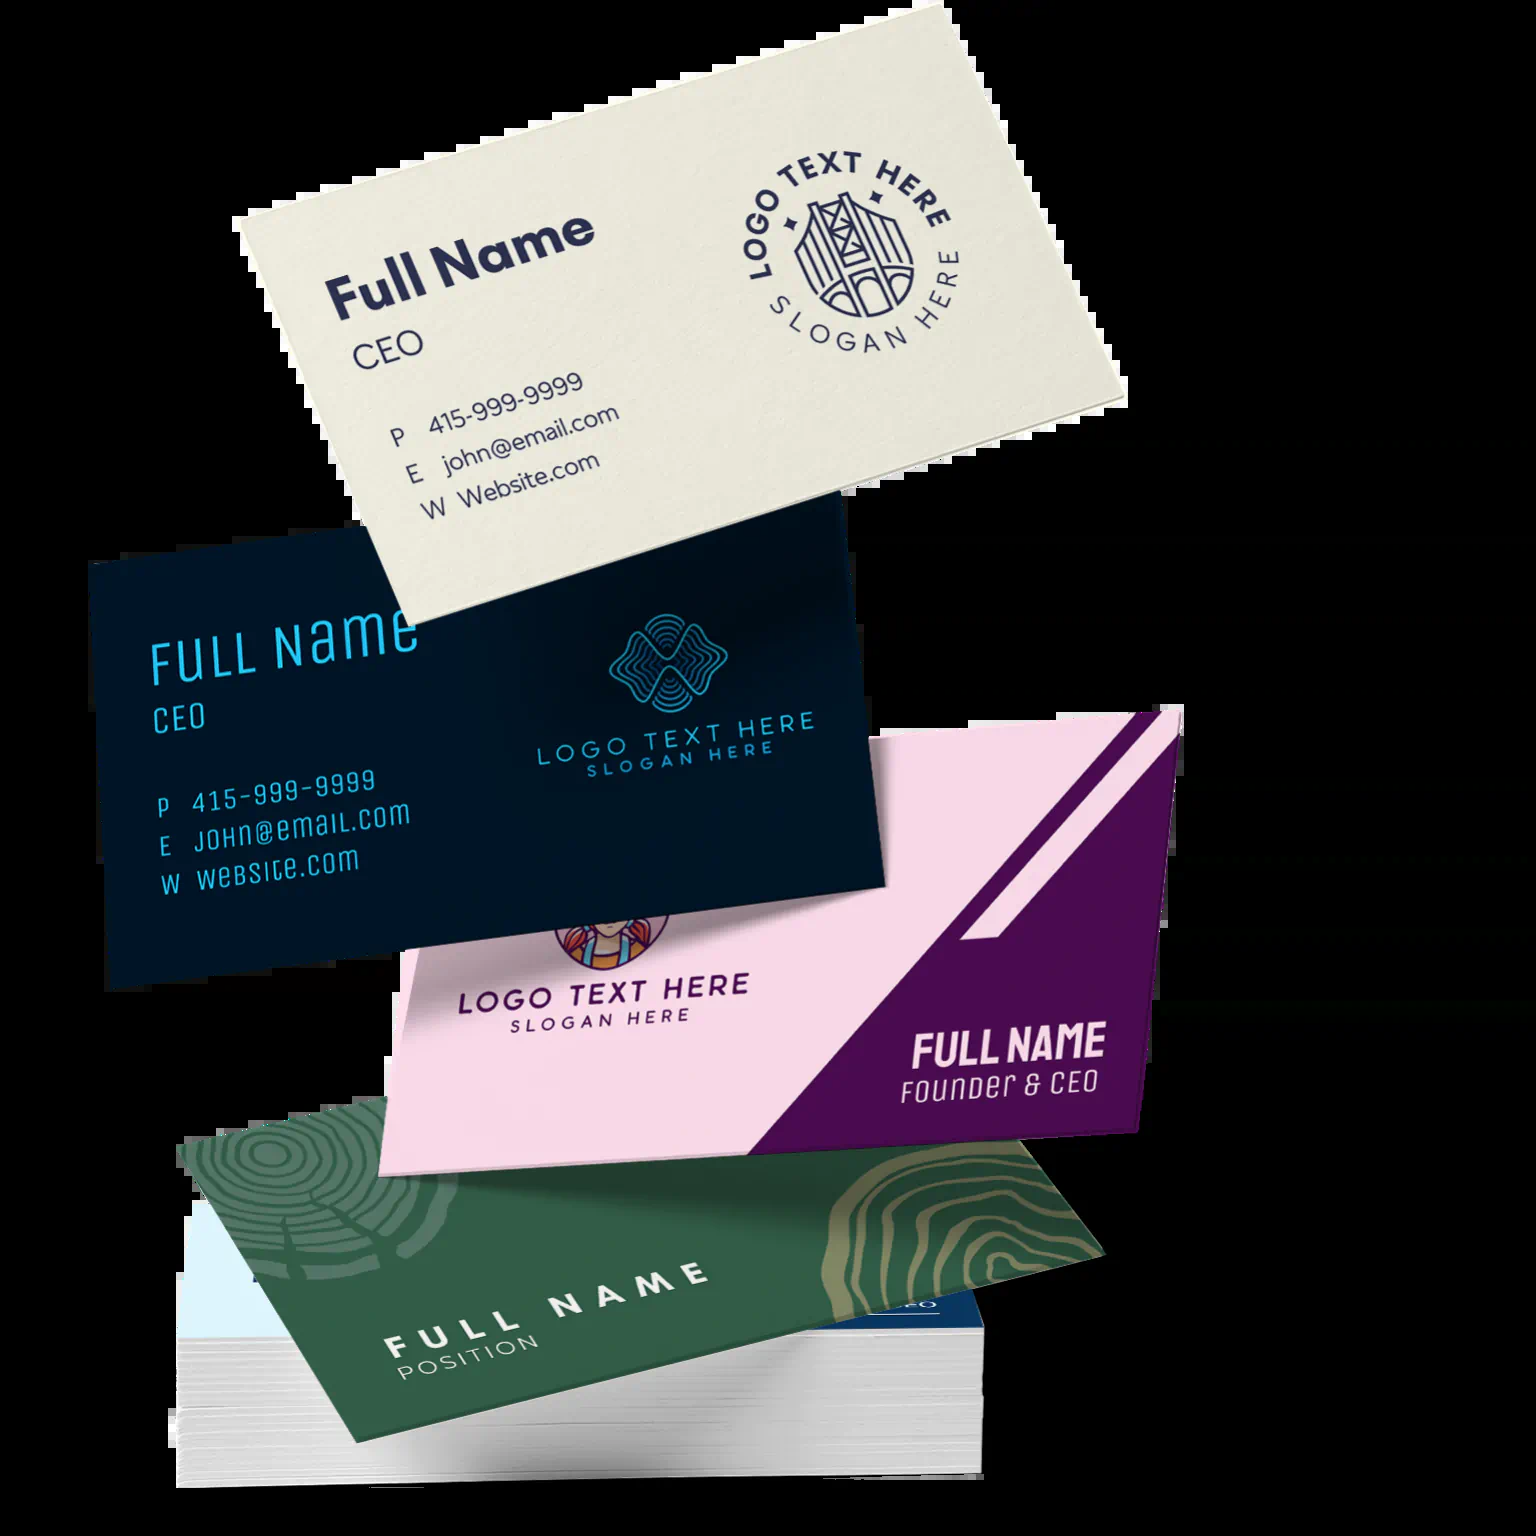 Full Name
CEO
P 415-999-9999
E john@email.com
W Website.com
LOGO TEXT HERE
SLOGAN HERE
FULL Name
CEO
P 415-999-9999
E JOHN@email.com
W WeBSITe.com
LOGO TEXT HERE
SLOGAN HERE
LOGO TEXT HERE
SLOGAN HERE
FULL NAME
Founder & CEO
FULL NAME
POSITION